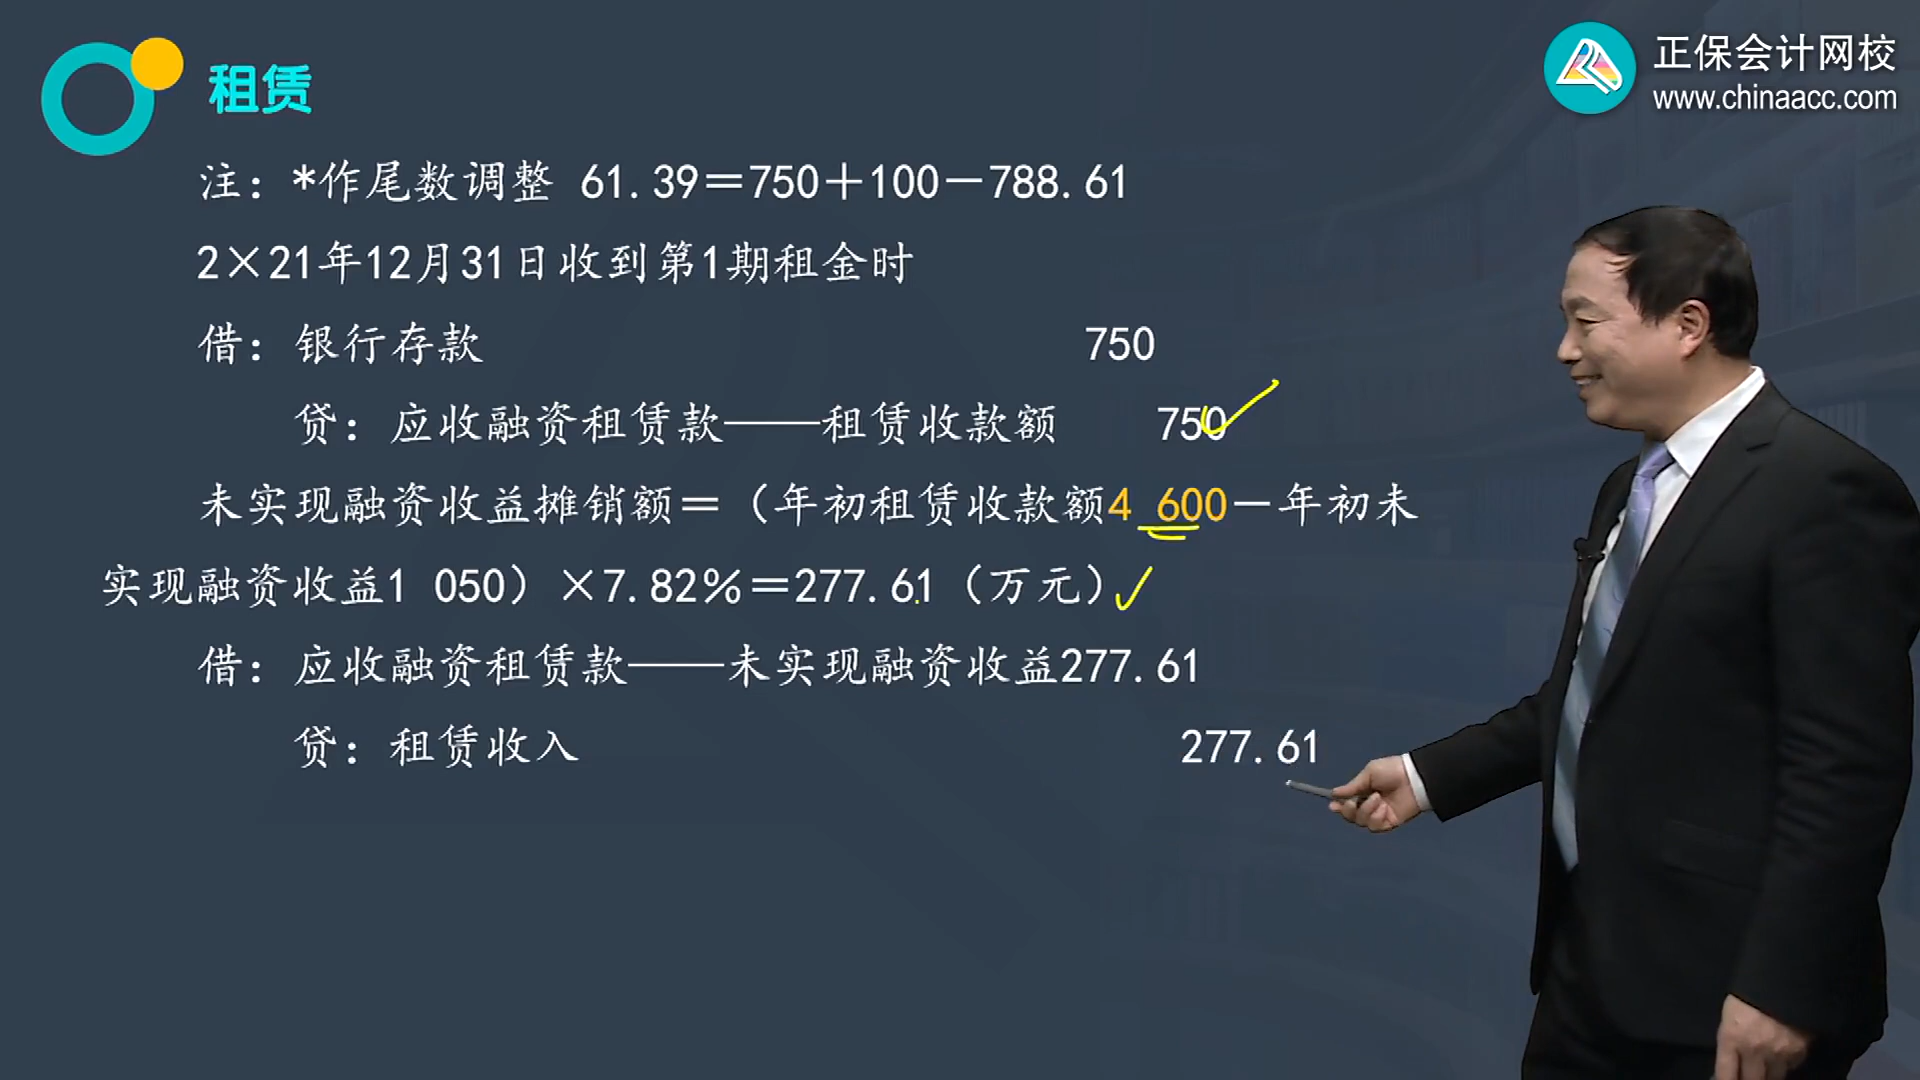 租赁
正保会计网校
www.chinaacc.com
注：*作尾数调整 61.39＝750＋100－788.61
2×21年12月31日收到第1期租金时
借：银行存款 750
贷：应收融资租赁款——租赁收款额 750
未实现融资收益摊销额＝（年初租赁收款额4 600－年初未
实现融资收益1 050）×7.82%＝277.61（万元）
借：应收融资租赁款——未实现融资收益277.61
贷：租赁收入 277.61